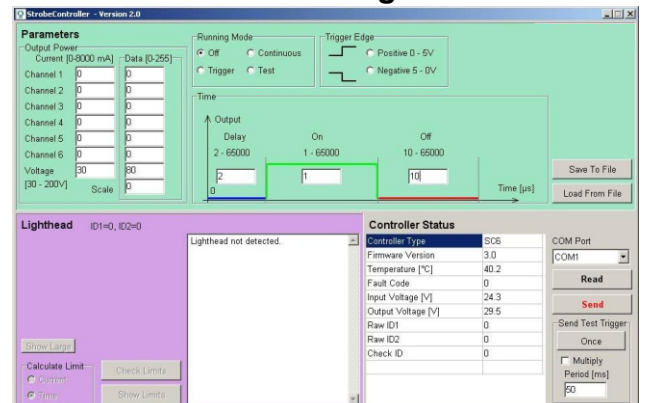 StrobeController - Version 2.0
Parameters
Output Power
Current [0-8000 mA] Data [0-255]
Channel 1 0 0
Channel 2 0 0
Channel 3 0 0
Channel 4 0 0
Channel 5 0 0
Channel 6 0 0
Voltage 30 80
[30 - 200V] Scale 0
Running Mode
Off Continuous
Trigger Test
Trigger Edge
Positive 0 - 5V
Negative 5 - 0V
Time
Output
Delay On Off
2 - 65000 1 - 65000 10 - 65000
2 1 10
0 Time [µs]
Save To File
Load From File
Lighthead ID1=0, ID2=0
Lighthead not detected.
Show Large
Calculate Limit
Current
Time
Check Limits
Show Limits
Controller Status
Controller Type SC6
Firmware Version 3.0
Temperature [°C] 40.2
Fault Code 0
Input Voltage [V] 24.3
Output Voltage [V] 29.5
Raw ID1 0
Raw ID2 0
Check ID 0
COM Port
COM1
Read
Send
Send Test Trigger
Once
Multiply
Period [ms]
50